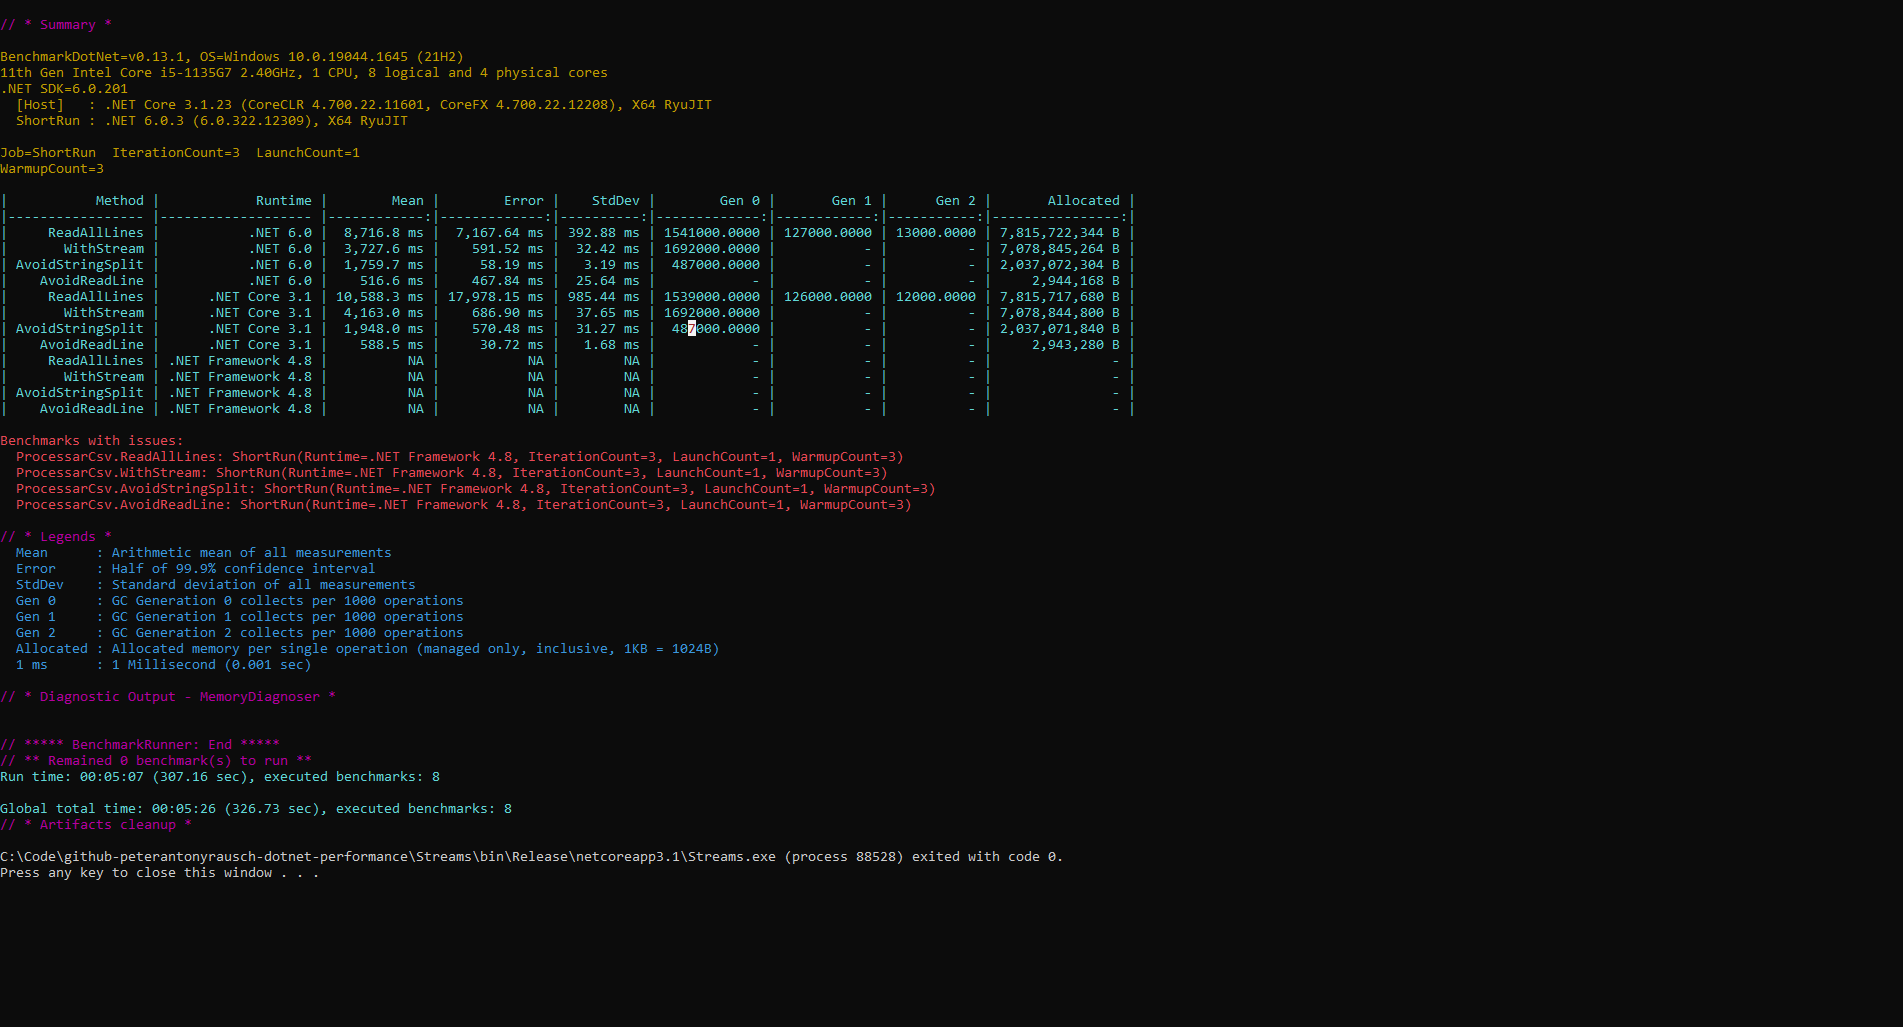 // * Summary *
BenchmarkDotNet=v0.13.1, OS=Windows 10.0.19044.1645 (21H2)
11th Gen Intel Core i5-1135G7 2.40GHz, 1 CPU, 8 logical and 4 physical cores
.NET SDK=6.0.201
  [Host]   : .NET Core 3.1.23 (CoreCLR 4.700.22.11601, CoreFX 4.700.22.12208), X64 RyuJIT
  ShortRun : .NET 6.0.3 (6.0.322.12309), X64 RyuJIT
Job=ShortRun  IterationCount=3  LaunchCount=1
WarmupCount=3
|           Method |            Runtime |        Mean |        Error |    StdDev |        Gen 0 |       Gen 1 |      Gen 2 |       Allocated |
|----------------- |------------------- |------------:|-------------:|----------:|-------------:|------------:|-----------:|----------------:|
|     ReadAllLines |           .NET 6.0 |  8,716.8 ms |  7,167.64 ms | 392.88 ms | 1541000.0000 | 127000.0000 | 13000.0000 | 7,815,722,344 B |
|       WithStream |           .NET 6.0 |  3,727.6 ms |    591.52 ms |  32.42 ms | 1692000.0000 |           - |          - | 7,078,845,264 B |
| AvoidStringSplit |           .NET 6.0 |  1,759.7 ms |     58.19 ms |   3.19 ms |  487000.0000 |           - |          - | 2,037,072,304 B |
|    AvoidReadLine |           .NET 6.0 |    516.6 ms |    467.84 ms |  25.64 ms |            - |           - |          - |     2,944,168 B |
|     ReadAllLines |      .NET Core 3.1 | 10,588.3 ms | 17,978.15 ms | 985.44 ms | 1539000.0000 | 126000.0000 | 12000.0000 | 7,815,717,680 B |
|       WithStream |      .NET Core 3.1 |  4,163.0 ms |    686.90 ms |  37.65 ms | 1692000.0000 |           - |          - | 7,078,844,800 B |
| AvoidStringSplit |      .NET Core 3.1 |  1,948.0 ms |    570.48 ms |  31.27 ms |  487000.0000 |           - |          - | 2,037,071,840 B |
|    AvoidReadLine |      .NET Core 3.1 |    588.5 ms |     30.72 ms |   1.68 ms |            - |           - |          - |     2,943,280 B |
|     ReadAllLines | .NET Framework 4.8 |          NA |           NA |        NA |            - |           - |          - |               - |
|       WithStream | .NET Framework 4.8 |          NA |           NA |        NA |            - |           - |          - |               - |
| AvoidStringSplit | .NET Framework 4.8 |          NA |           NA |        NA |            - |           - |          - |               - |
|    AvoidReadLine | .NET Framework 4.8 |          NA |           NA |        NA |            - |           - |          - |               - |
Benchmarks with issues:
  ProcessarCsv.ReadAllLines: ShortRun(Runtime=.NET Framework 4.8, IterationCount=3, LaunchCount=1, WarmupCount=3)
  ProcessarCsv.WithStream: ShortRun(Runtime=.NET Framework 4.8, IterationCount=3, LaunchCount=1, WarmupCount=3)
  ProcessarCsv.AvoidStringSplit: ShortRun(Runtime=.NET Framework 4.8, IterationCount=3, LaunchCount=1, WarmupCount=3)
  ProcessarCsv.AvoidReadLine: ShortRun(Runtime=.NET Framework 4.8, IterationCount=3, LaunchCount=1, WarmupCount=3)
// * Legends *
  Mean      : Arithmetic mean of all measurements
  Error     : Half of 99.9% confidence interval
  StdDev    : Standard deviation of all measurements
  Gen 0     : GC Generation 0 collects per 1000 operations
  Gen 1     : GC Generation 1 collects per 1000 operations
  Gen 2     : GC Generation 2 collects per 1000 operations
  Allocated : Allocated memory per single operation (managed only, inclusive, 1KB = 1024B)
  1 ms      : 1 Millisecond (0.001 sec)
// * Diagnostic Output - MemoryDiagnoser *
// ***** BenchmarkRunner: End *****
// ** Remained 0 benchmark(s) to run **
Run time: 00:05:07 (307.16 sec), executed benchmarks: 8
Global total time: 00:05:26 (326.73 sec), executed benchmarks: 8
// * Artifacts cleanup *
C:\Code\github-peterantonyrausch-dotnet-performance\Streams\bin\Release\netcoreapp3.1\Streams.exe (process 88528) exited with code 0.
Press any key to close this window . . .